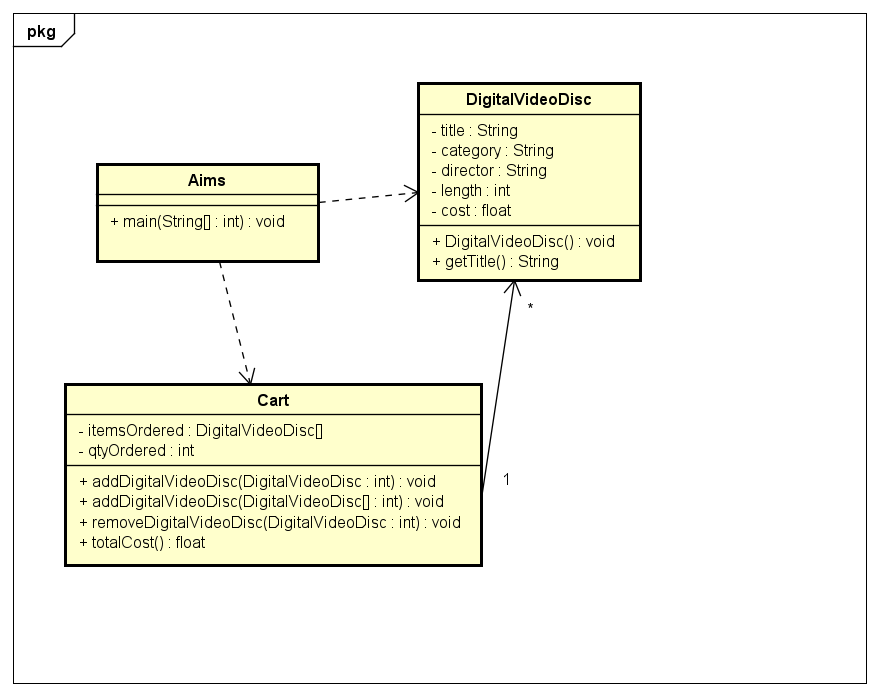 pkg
DigitalVideoDisc
- title : String
- category : String
- director : String
- length : int
- cost : float
+ DigitalVideoDisc() : void
+ getTitle() : String
Aims
+ main(String[] : int) : void
*
Cart
- itemsOrdered : DigitalVideoDisc[]
- qtyOrdered : int
+ addDigitalVideoDisc(DigitalVideoDisc : int) : void
+ addDigitalVideoDisc(DigitalVideoDisc[] : int) : void
+ removeDigitalVideoDisc(DigitalVideoDisc : int) : void
+ totalCost() : float
1